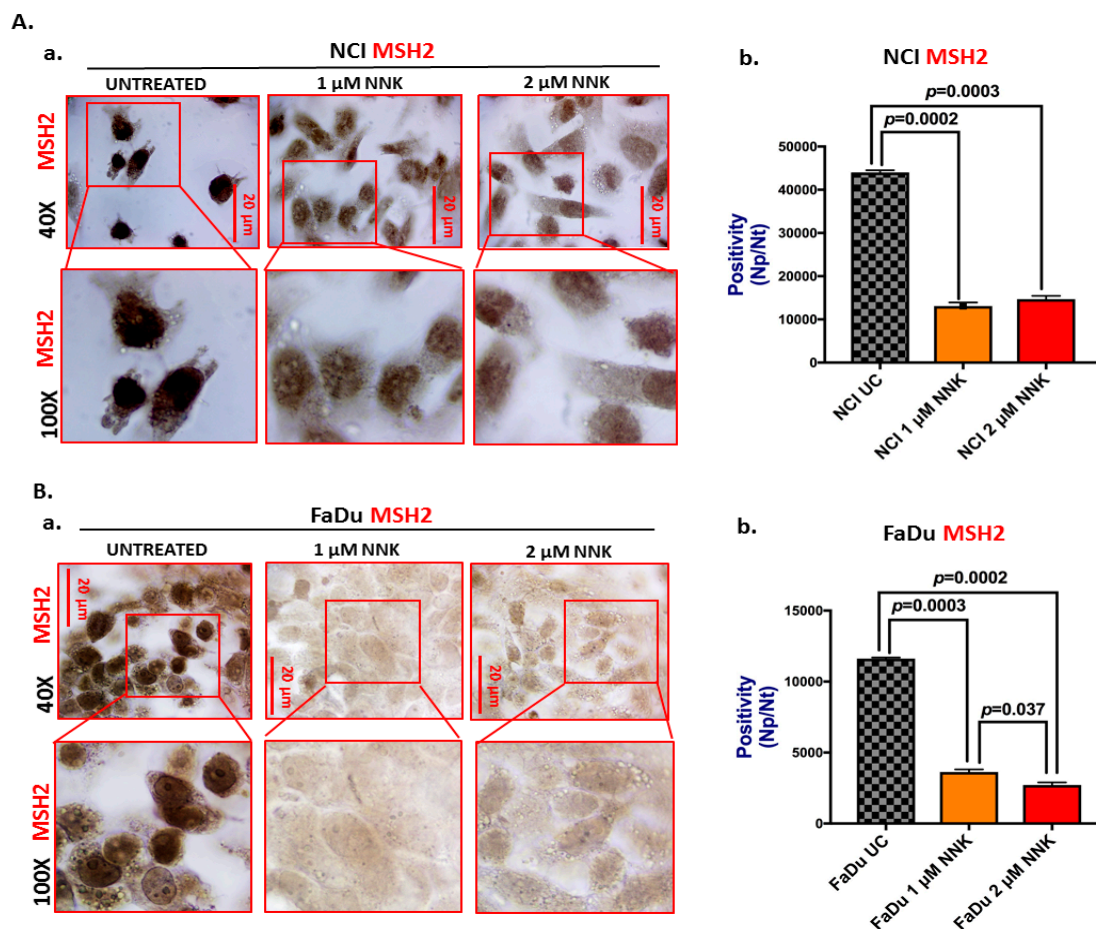 A.
a.
NCI MSH2
UNTREATED
1 µM NNK
2 µM NNK
40X MSH2
20 µm
20 µm
20 µm
100X MSH2
b.
NCI MSH2
p=0.0003
p=0.0002
Positivity
(Np/Nt)
50000
40000
30000
20000
10000
0
NCI UC
NCI 1 µM NNK
NCI 2 µM NNK
B.
a.
FaDu MSH2
UNTREATED
1 µM NNK
2 µM NNK
40X MSH2
20 µm
20 µm
20 µm
100X MSH2
b.
FaDu MSH2
p=0.0002
p=0.0003
p=0.037
Positivity
(Np/Nt)
15000
10000
5000
0
FaDu UC
FaDu 1 µM NNK
FaDu 2 µM NNK